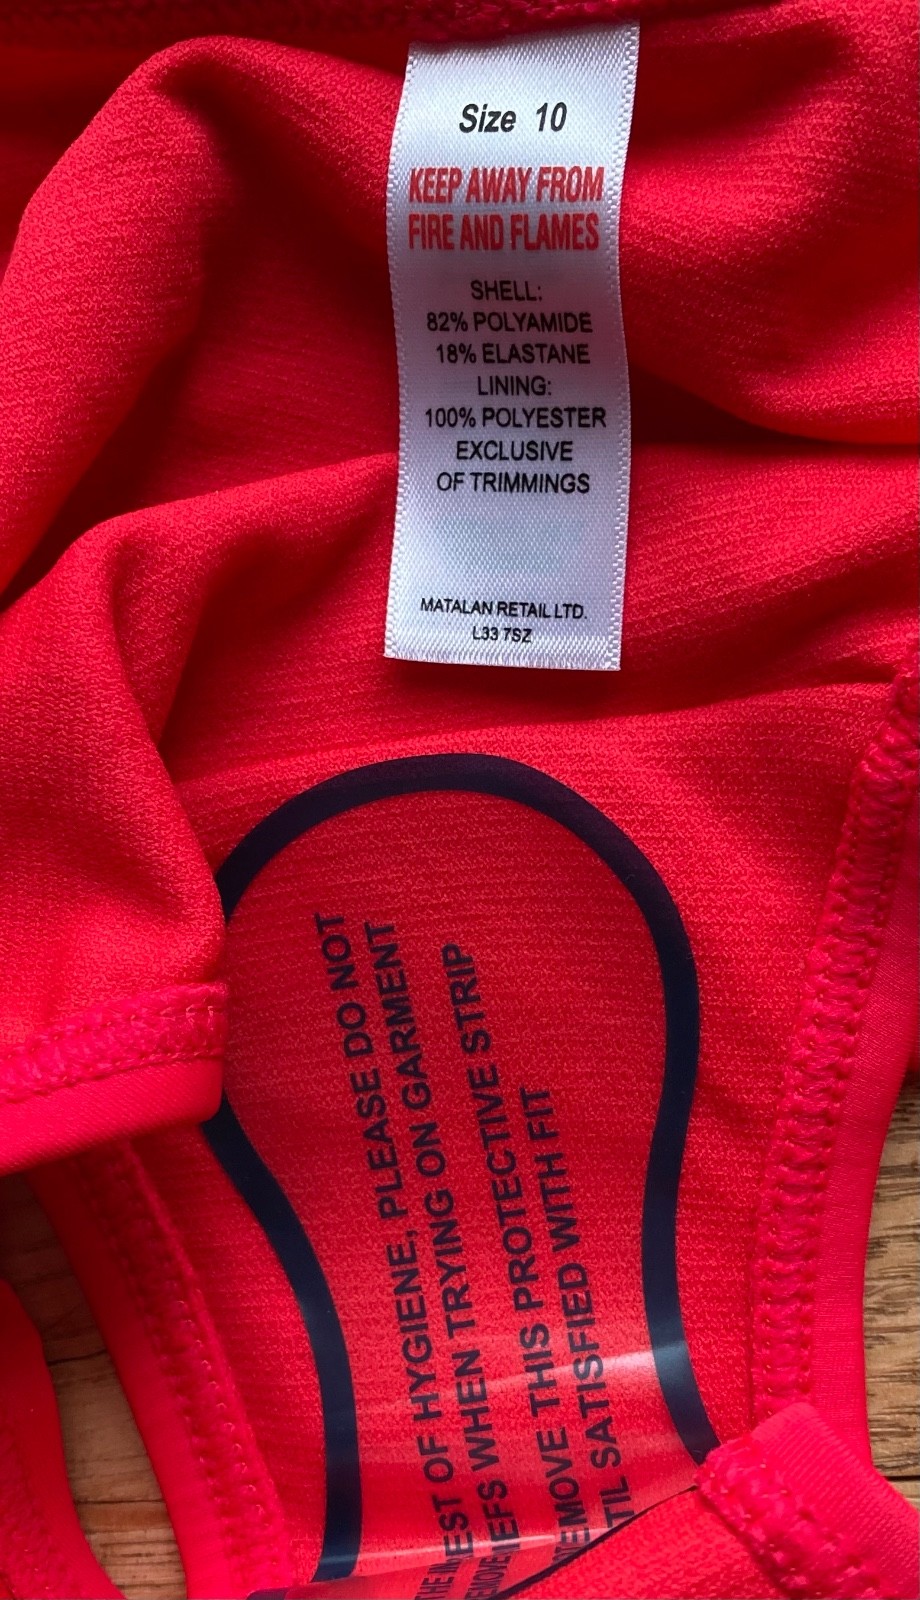 Size 10
KEEP AWAY FROM
FIRE AND FLAMES
SHELL:
82% POLYAMIDE
18% ELASTANE
LINING:
100% POLYESTER
EXCLUSIVE
OF TRIMMINGS
MATALAN RETAIL LTD.
L33 7SZ
OF HYGIENE, PLEASE DO NOT
WHEN TRYING ON GARMENT
THIS PROTECTIVE STRIP
SATISFIED WITH FIT